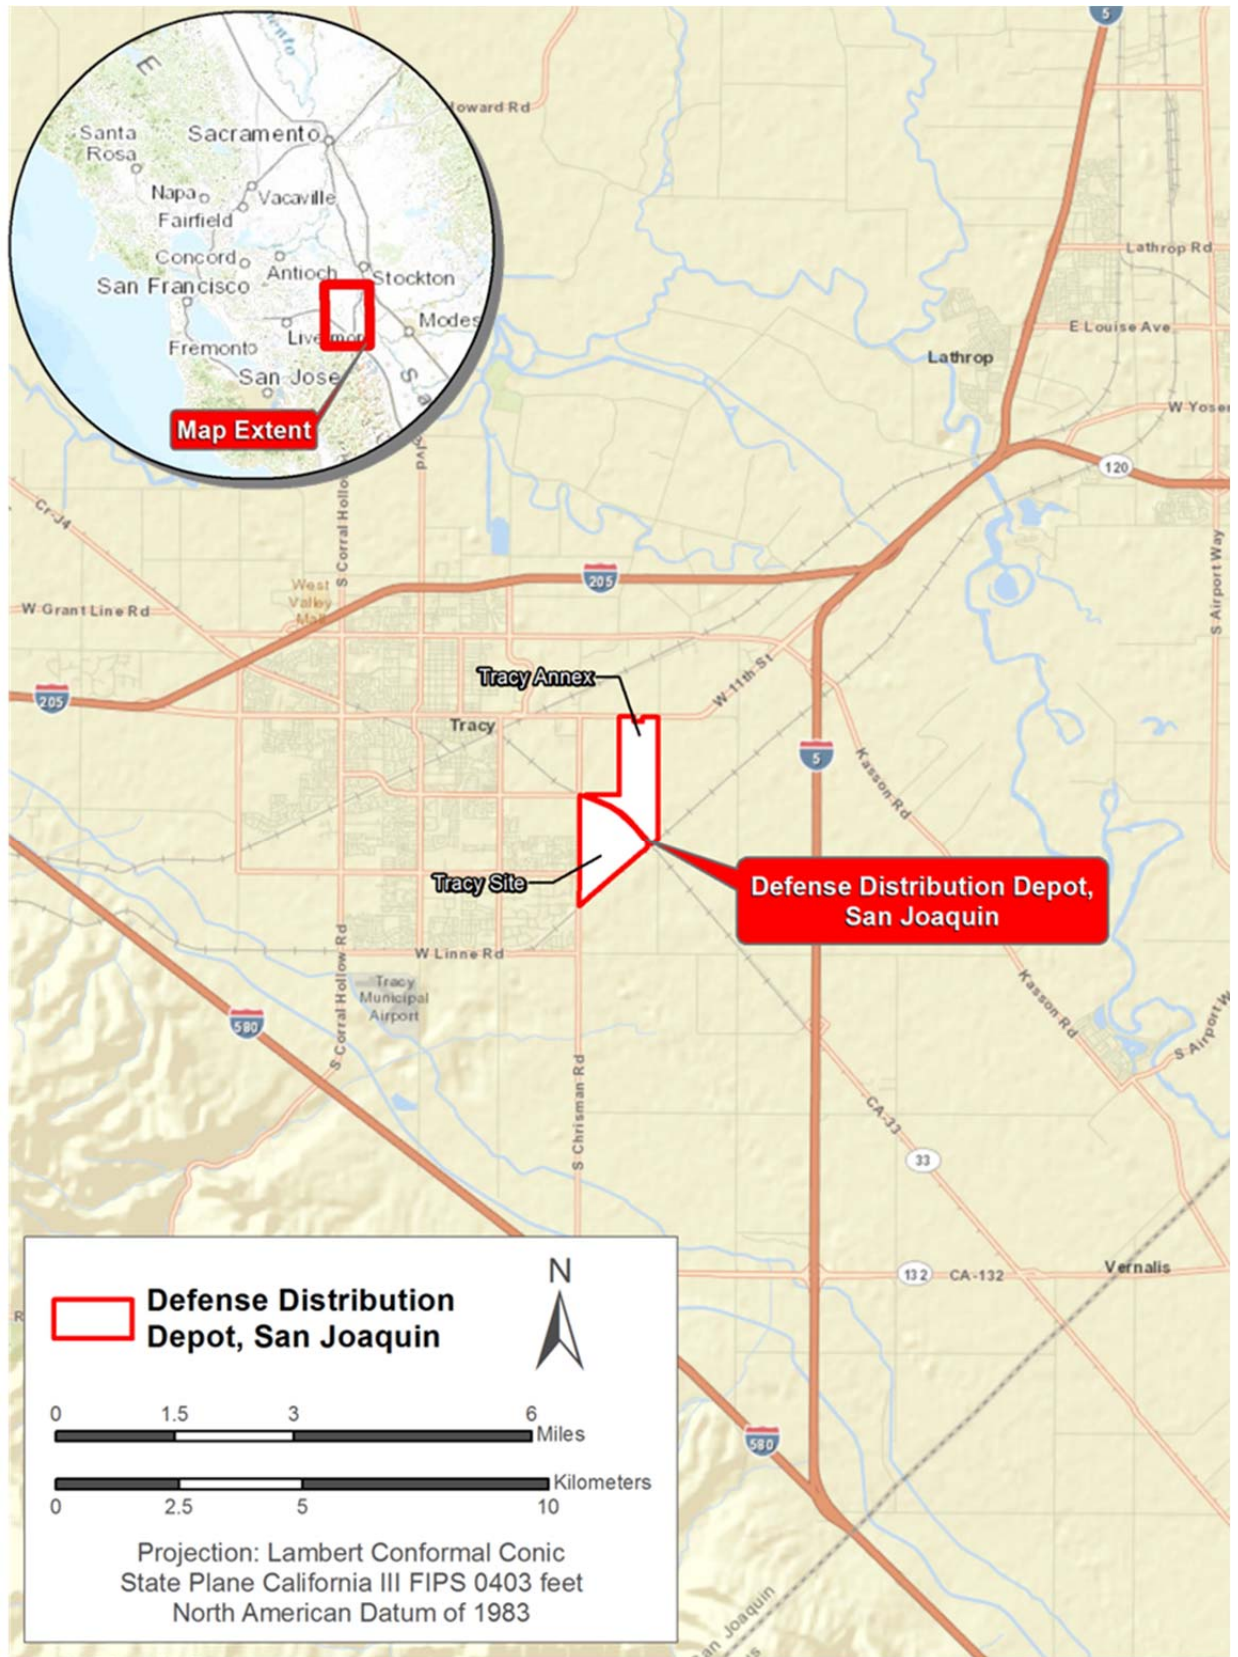 5
Howard Rd
Santa
Rosa
Sacramento
Napa
Vacaville
Fairfield
Concord
Antioch
Stockton
San Francisco
Modes
Livermore
Fremont
San Jose
Map Extent
Lathrop Rd
E Louise Ave
Lathrop
W Yosem
120
S Corral Hollow
Cr-J4
205
West
Valley
Mall
W Grant Line Rd
S Airport Way
Tracy Annex
W 11th St
205
Tracy
5
Kasson Rd
Tracy Site
Defense Distribution Depot,
San Joaquin
W Linne Rd
S Corral Hollow Rd
Tracy
Municipal
Airport
580
Kasson Rd
S Airport W
S Chrisman Rd
CA-33
33
132
CA-132
Vernalis
Defense Distribution
Depot, San Joaquin
N
0 1.5 3 6
Miles
Kilometers
0 2.5 5 10
580
Projection: Lambert Conformal Conic
State Plane California III FIPS 0403 feet
North American Datum of 1983
San Joaquin